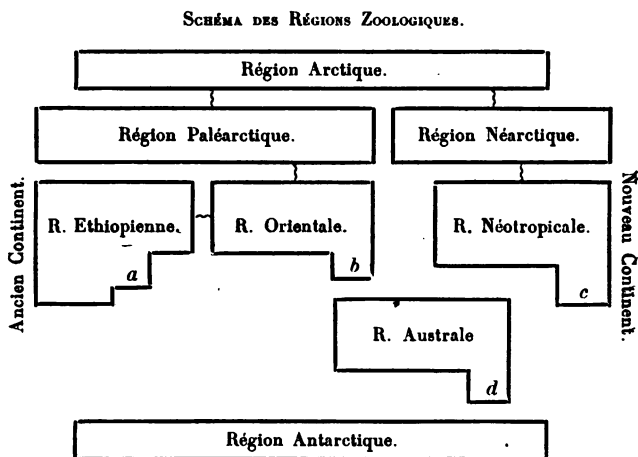 SCHÉMA DES RÉGIONS ZOOLOGIQUES.
Région Arctique.
Région Paléarctique.
Région Néarctique.
Ancien Continent.
R. Ethiopienne.
R. Orientale.
R. Néotropicale.
Nouveau Continent.
a
b
c
R. Australe
d
Région Antarctique.